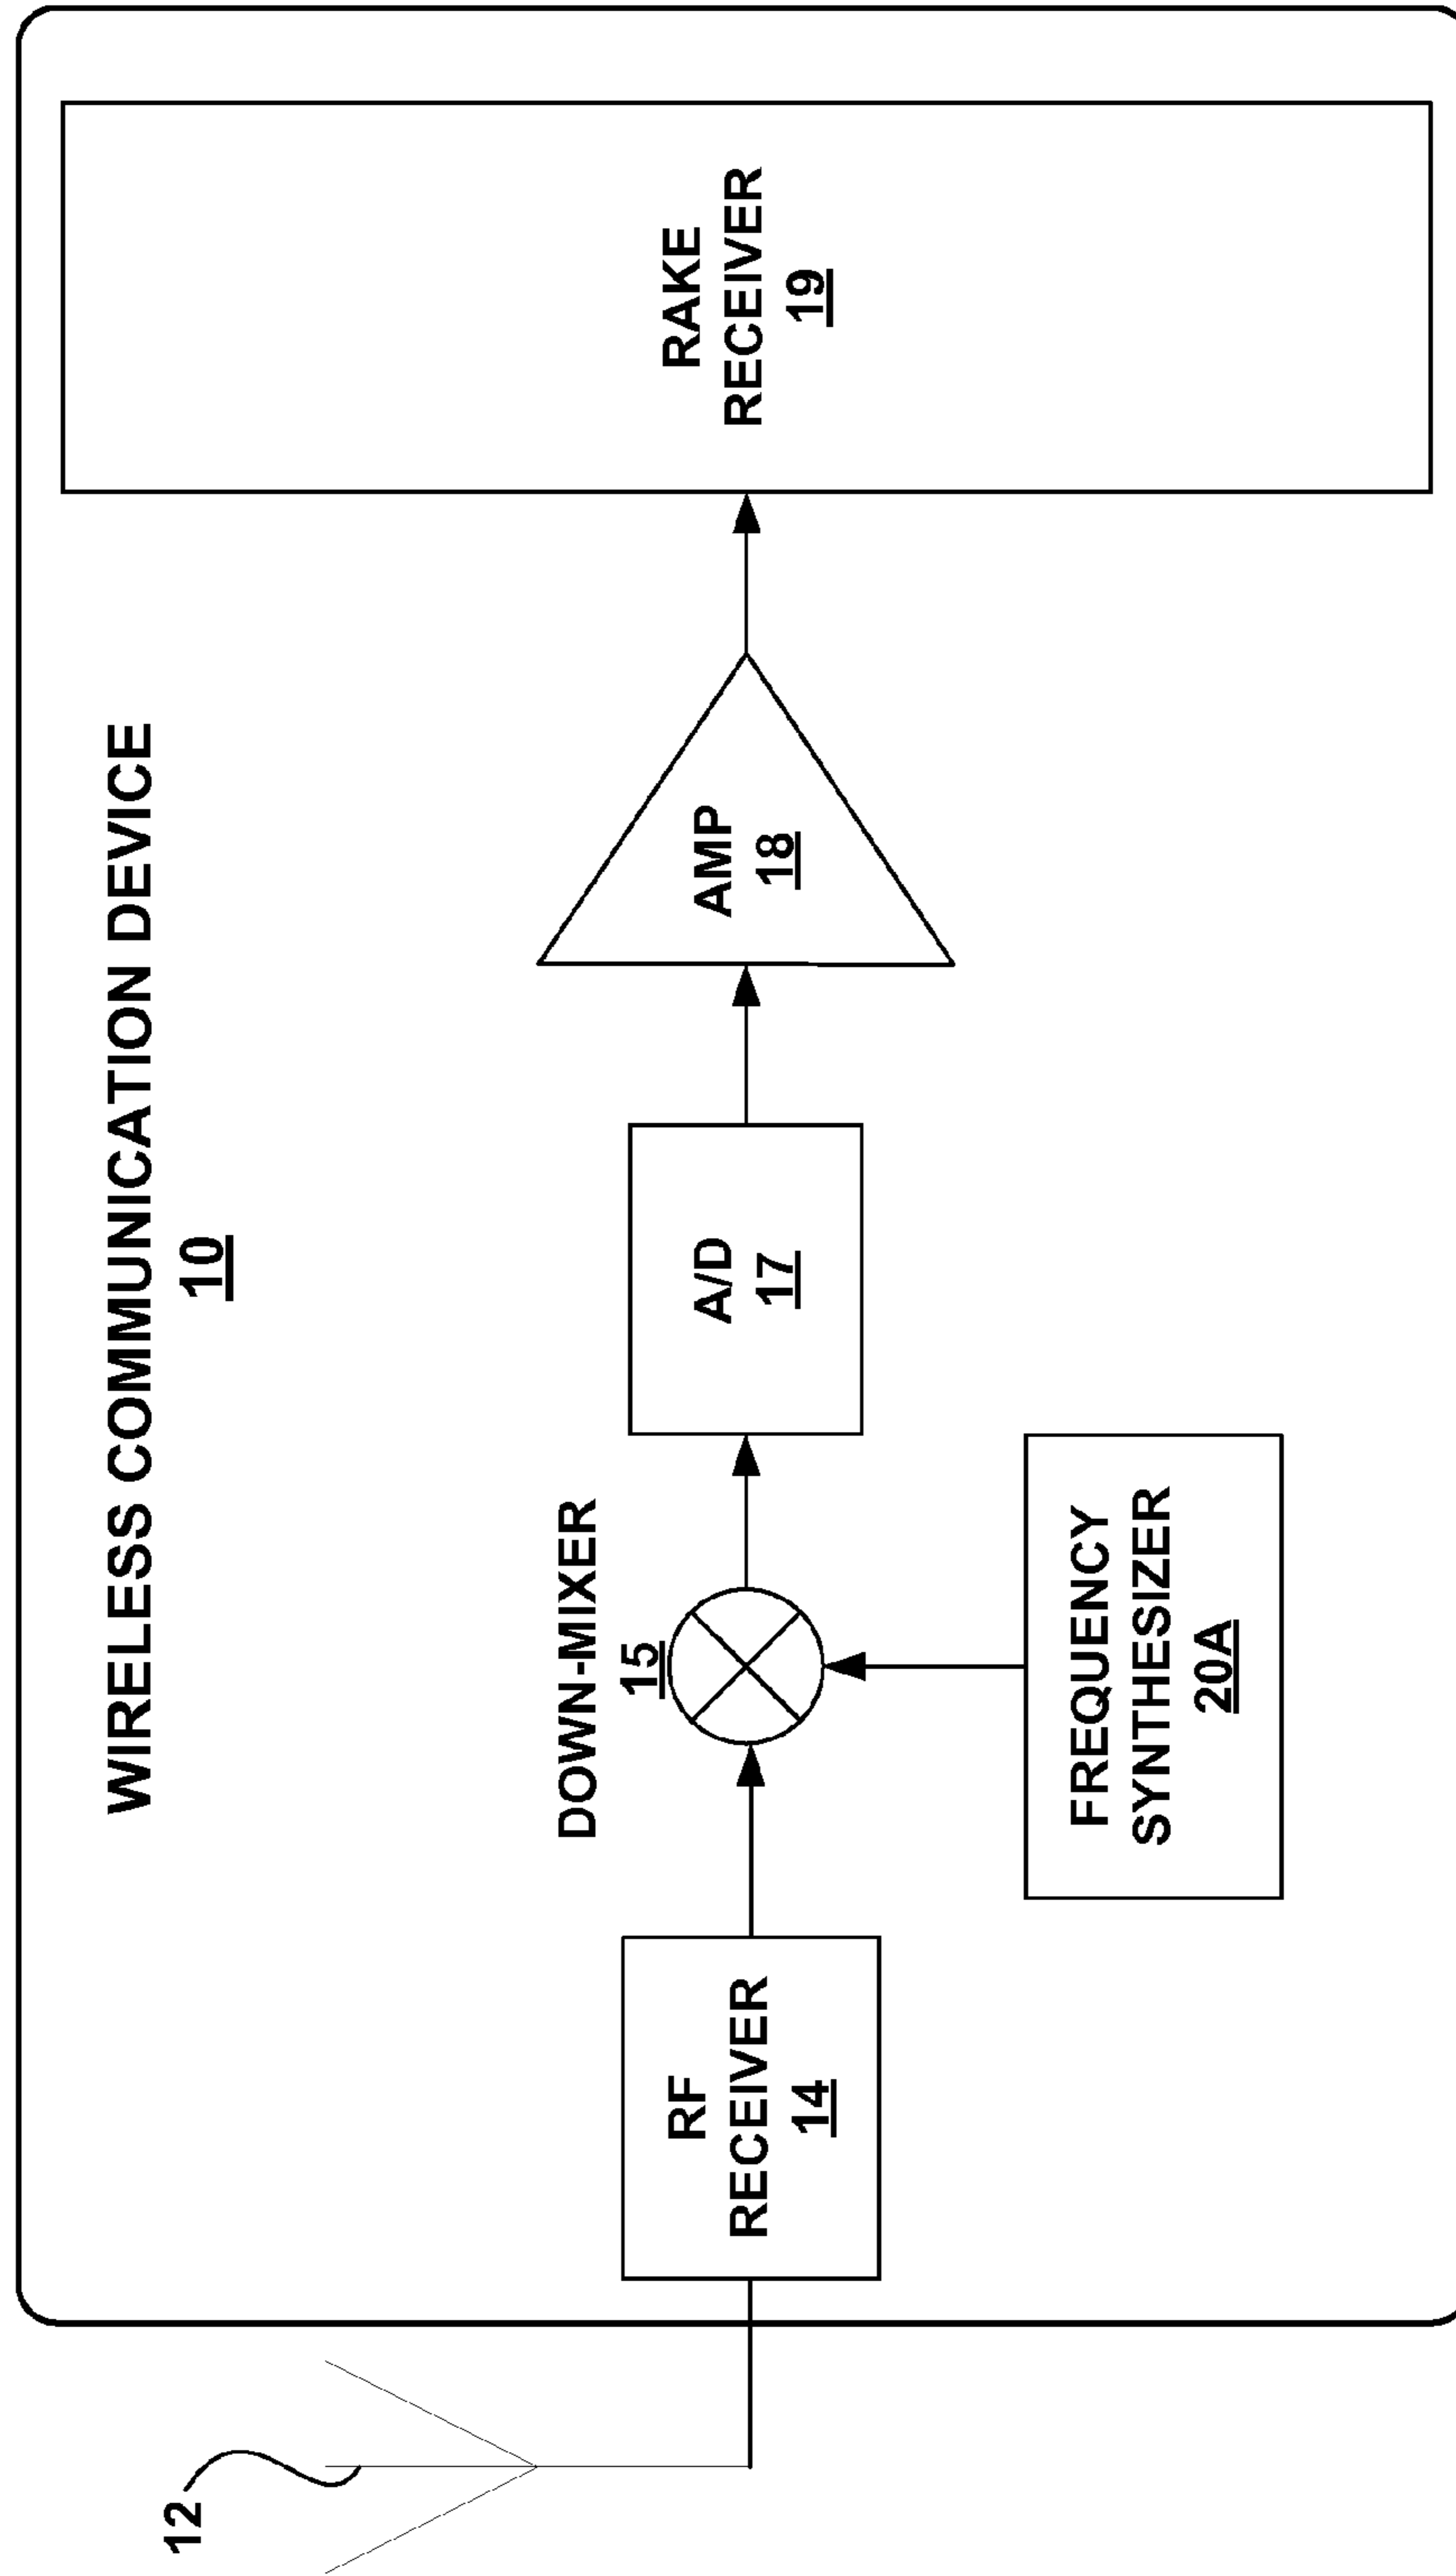 WIRELESS COMMUNICATION DEVICE
10
12
RF
RECEIVER
14
DOWN-MIXER
15
FREQUENCY
SYNTHESIZER
20A
A/D
17
AMP
18
RAKE
RECEIVER
19